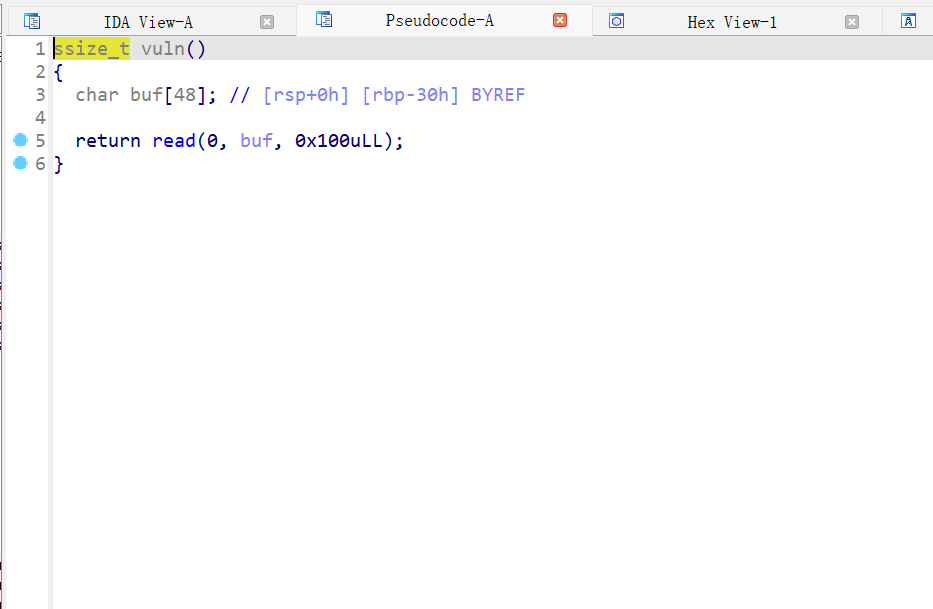 IDA View-A Pseudocode-A Hex View-1 A
1 ssize_t vuln()
2 {
3 char buf[48]; // [rsp+0h] [rbp-30h] BYREF
4
5 return read(0, buf, 0x100uLL);
6 }